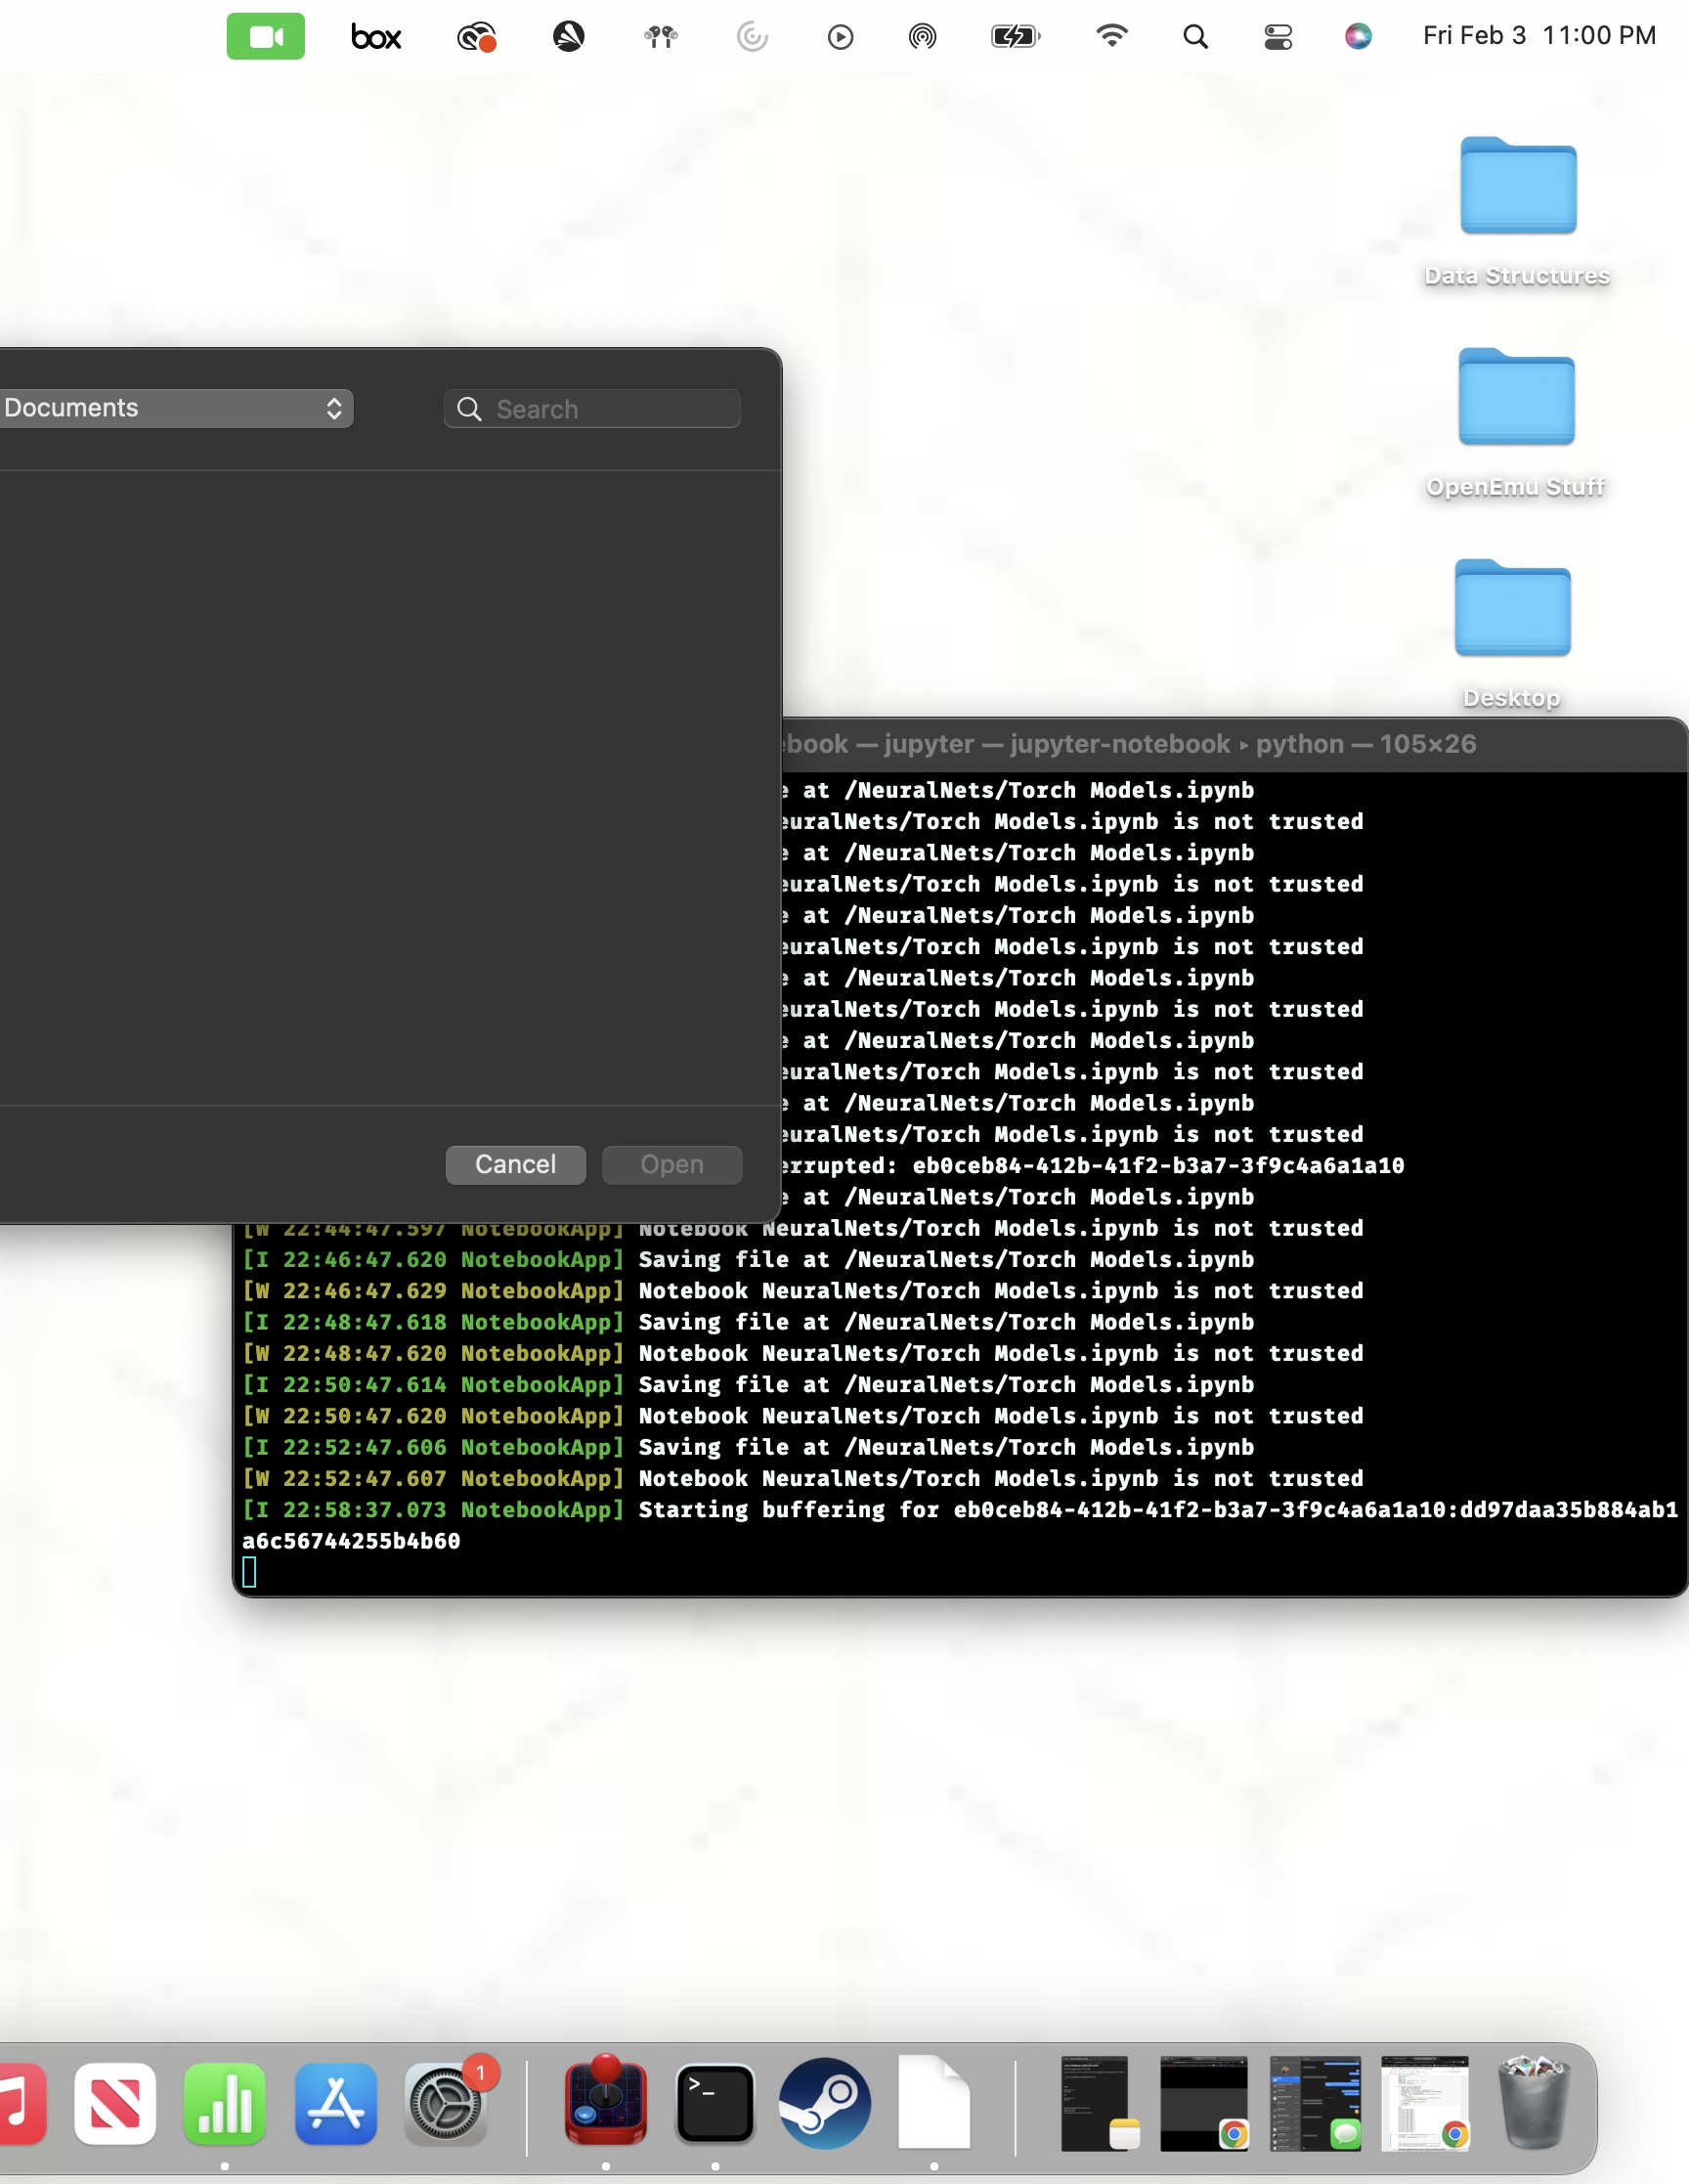 box
Fri Feb 3 11:00 PM
Data Structures
OpenEmu Stuff
Desktop
Documents
Search
Cancel
Open
ebook — jupyter — jupyter-notebook ▸ python — 105×26
e at /NeuralNets/Torch Models.ipynb
euralNets/Torch Models.ipynb is not trusted
e at /NeuralNets/Torch Models.ipynb
euralNets/Torch Models.ipynb is not trusted
e at /NeuralNets/Torch Models.ipynb
euralNets/Torch Models.ipynb is not trusted
e at /NeuralNets/Torch Models.ipynb
euralNets/Torch Models.ipynb is not trusted
e at /NeuralNets/Torch Models.ipynb
euralNets/Torch Models.ipynb is not trusted
e at /NeuralNets/Torch Models.ipynb
euralNets/Torch Models.ipynb is not trusted
errupted: eb0ceb84-412b-41f2-b3a7-3f9c4a6a1a10
e at /NeuralNets/Torch Models.ipynb
[W 22:44:47.597 NotebookApp] Notebook NeuralNets/Torch Models.ipynb is not trusted
[I 22:46:47.620 NotebookApp] Saving file at /NeuralNets/Torch Models.ipynb
[W 22:46:47.629 NotebookApp] Notebook NeuralNets/Torch Models.ipynb is not trusted
[I 22:48:47.618 NotebookApp] Saving file at /NeuralNets/Torch Models.ipynb
[W 22:48:47.620 NotebookApp] Notebook NeuralNets/Torch Models.ipynb is not trusted
[I 22:50:47.614 NotebookApp] Saving file at /NeuralNets/Torch Models.ipynb
[W 22:50:47.620 NotebookApp] Notebook NeuralNets/Torch Models.ipynb is not trusted
[I 22:52:47.606 NotebookApp] Saving file at /NeuralNets/Torch Models.ipynb
[W 22:52:47.607 NotebookApp] Notebook NeuralNets/Torch Models.ipynb is not trusted
[I 22:58:37.073 NotebookApp] Starting buffering for eb0ceb84-412b-41f2-b3a7-3f9c4a6a1a10:dd97daa35b884ab1
a6c56744255b4b60
1
>_